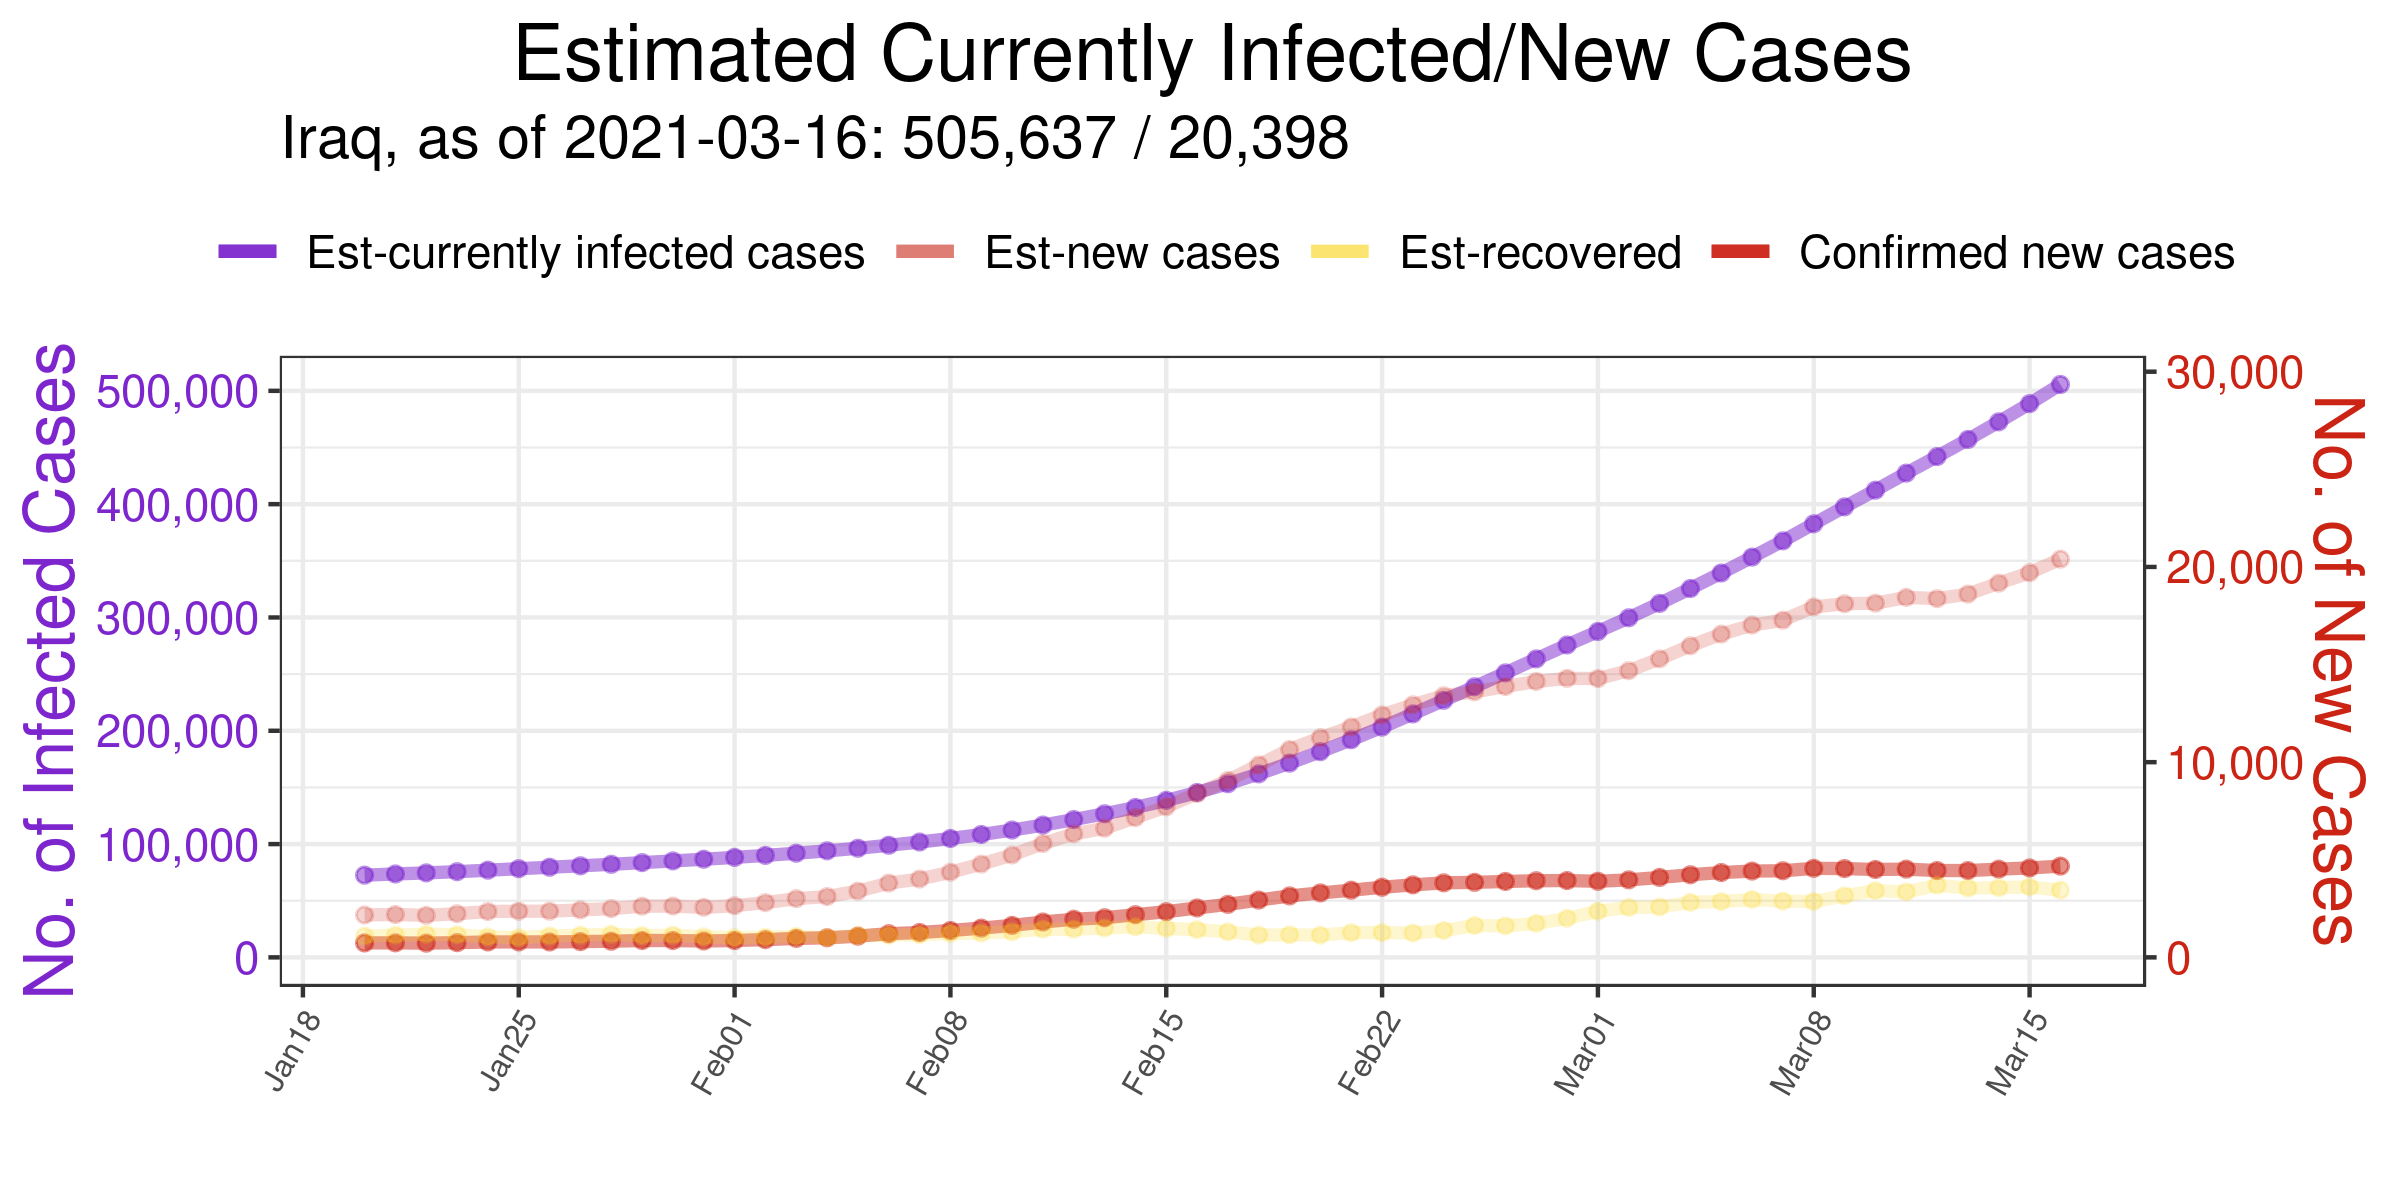 Estimated Currently Infected/New Cases
Iraq, as of 2021-03-16: 505,637 / 20,398
Est-currently infected cases Est-new cases Est-recovered Confirmed new cases
No. of Infected Cases
500,000
400,000
300,000
200,000
100,000
0
30,000
20,000
10,000
0
No. of New Cases
Jan18 Jan25 Feb01 Feb08 Feb15 Feb22 Mar01 Mar08 Mar15